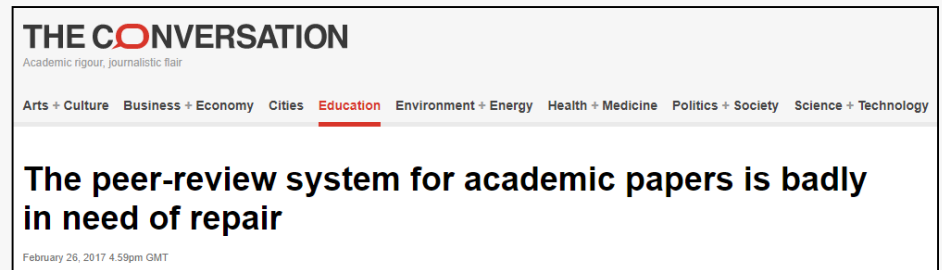 THE CONVERSATION
Academic rigour, journalistic flair
Arts + Culture Business + Economy Cities Education Environment + Energy Health + Medicine Politics + Society Science + Technology
The peer-review system for academic papers is badly
in need of repair
February 26, 2017 4.59pm GMT